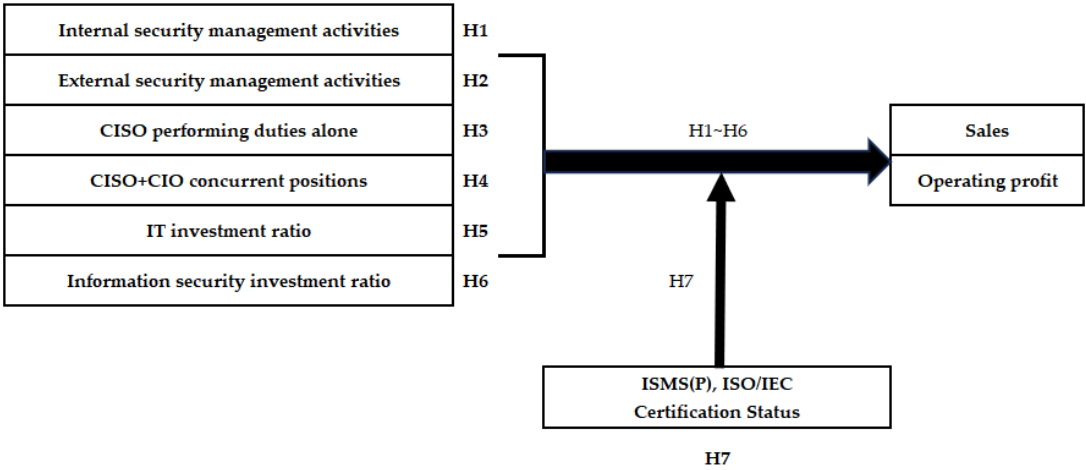 Internal security management activities H1
External security management activities H2
CISO performing duties alone H3
CISO+CIO concurrent positions H4
IT investment ratio H5
Information security investment ratio H6
H1~H6
Sales
Operating profit
H7
ISMS(P), ISO/IEC
Certification Status
H7